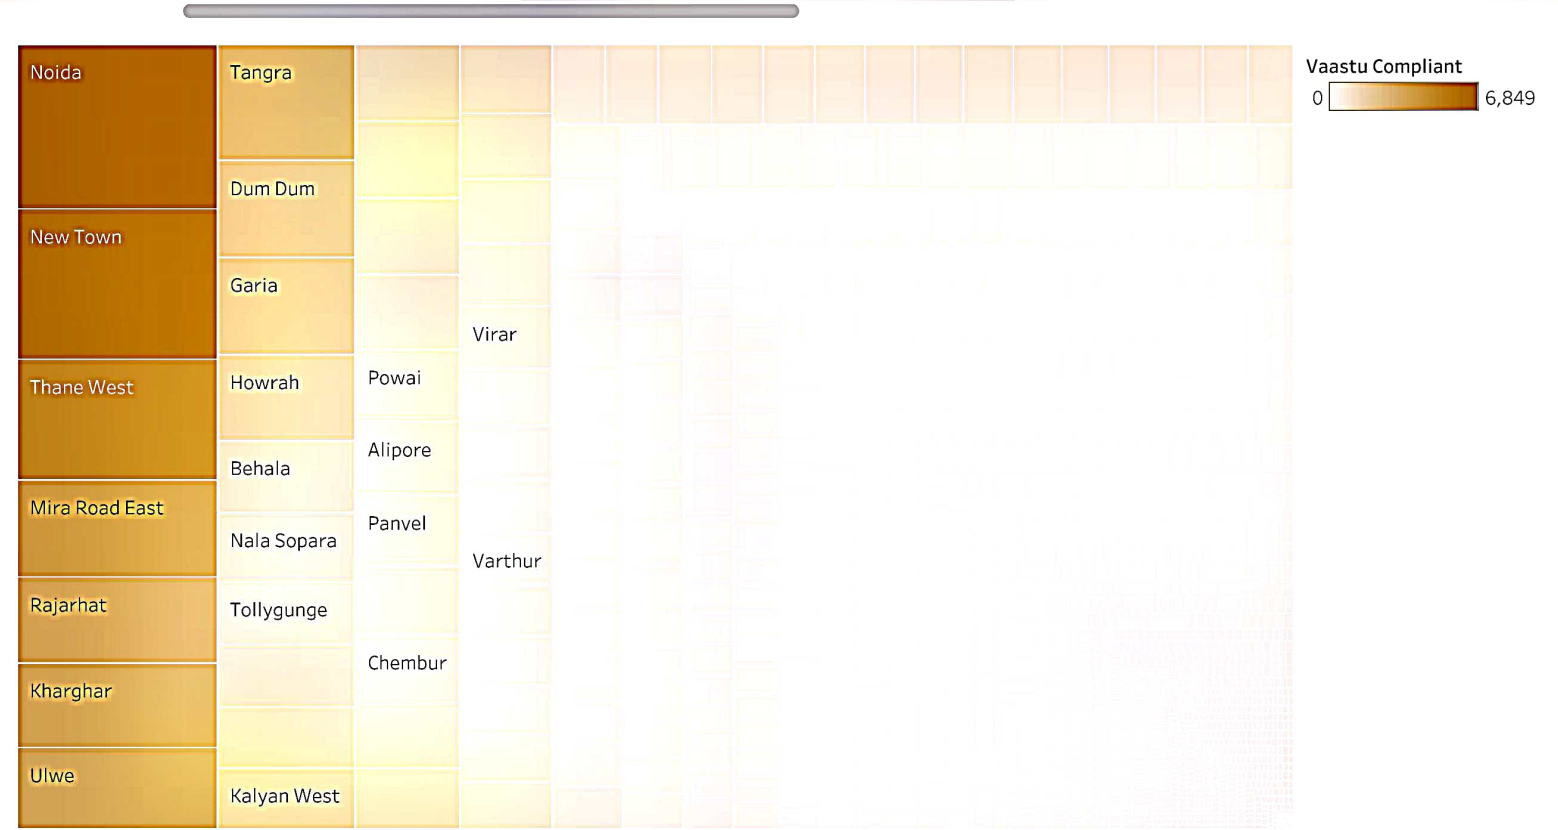 Noida
New Town
Thane West
Mira Road East
Rajarhat
Kharghar
Ulwe
Tangra
Dum Dum
Garia
Howrah
Behala
Nala Sopara
Tollygunge
Kalyan West
Powai
Alipore
Panvel
Chembur
Virar
Varthur
Vaastu Compliant
0 6,849